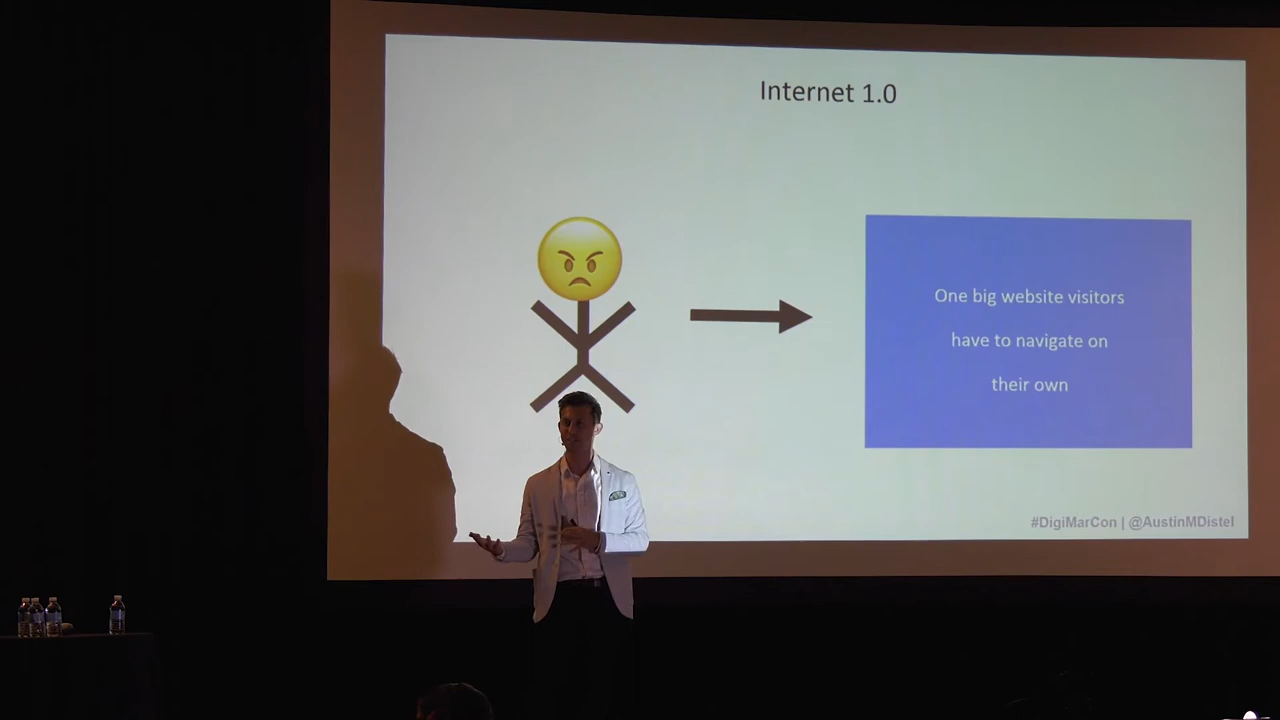 Internet 1.0
One big website visitors
have to navigate on
their own
#DigiMarCon | @AustinMDistel